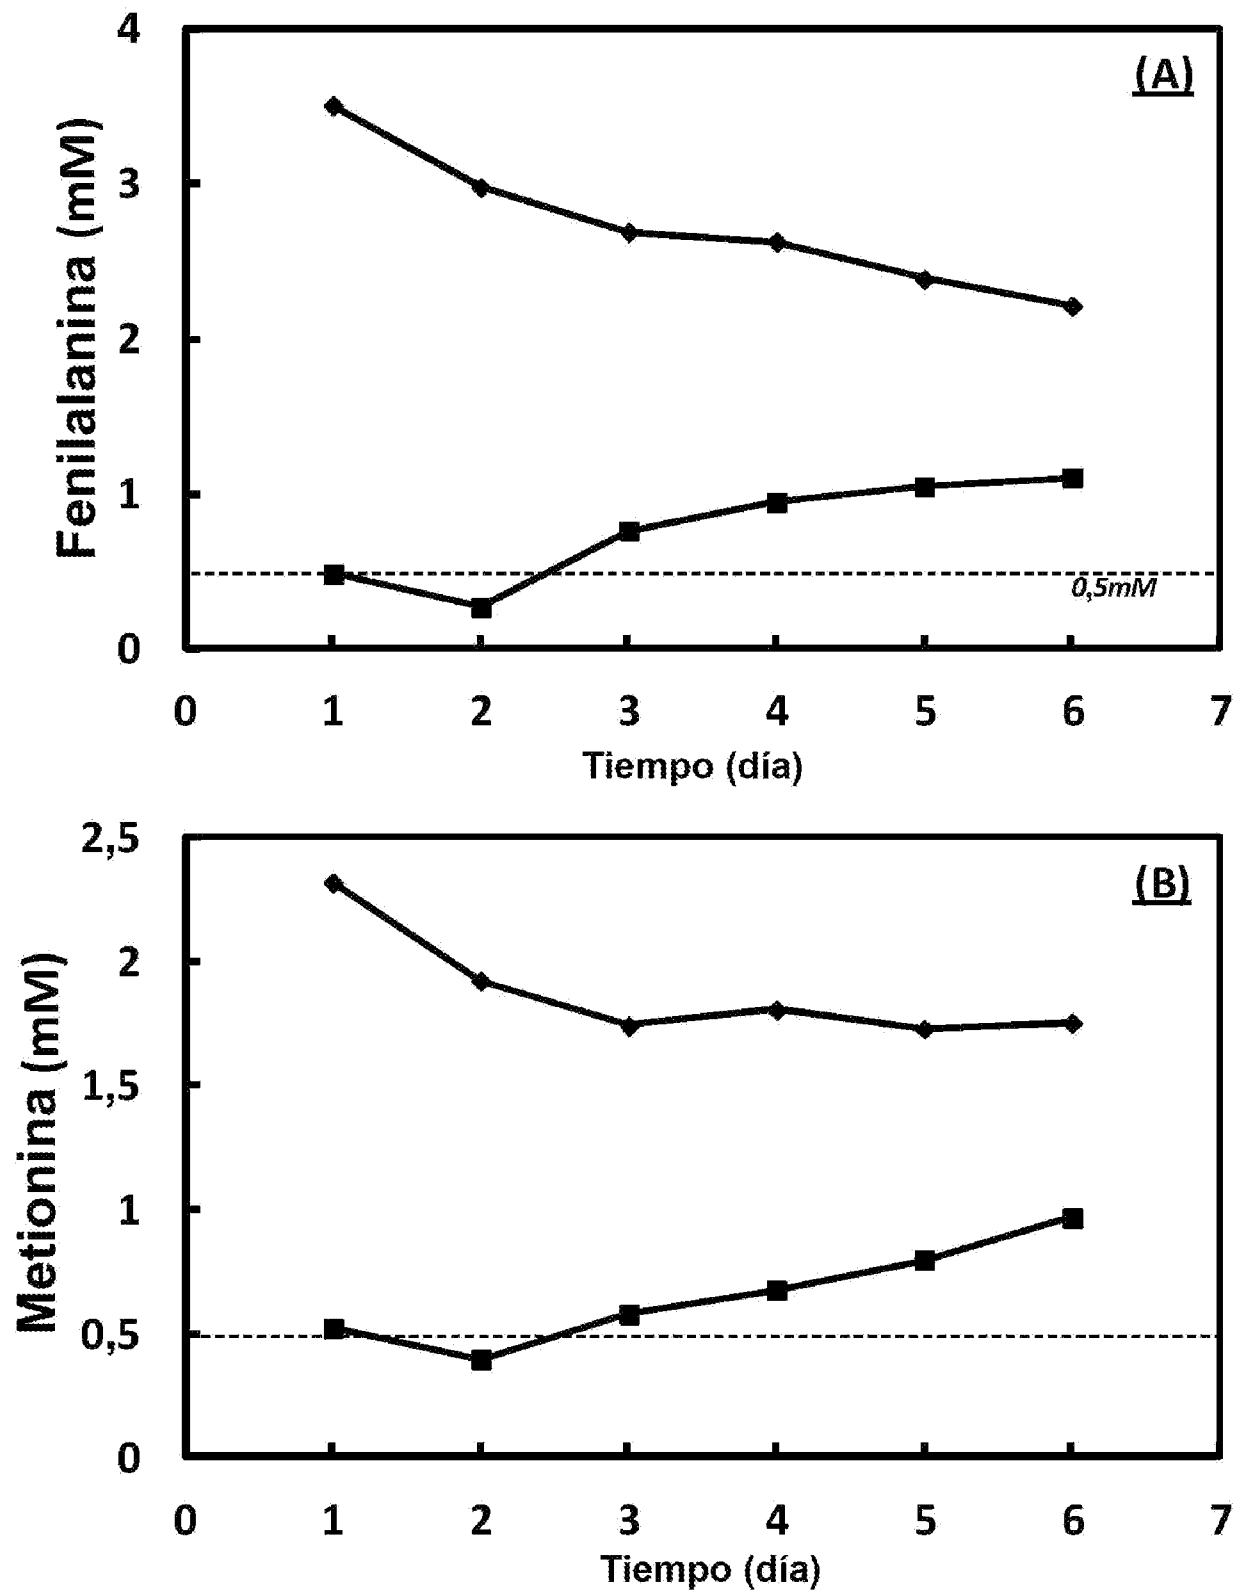 4
(A)
3
2
1
0
Fenilalanina (mM)
0,5mM
0 1 2 3 4 5 6 7
Tiempo (día)
2,5
(B)
2
1,5
1
0,5
0
Metionina (mM)
0 1 2 3 4 5 6 7
Tiempo (día)